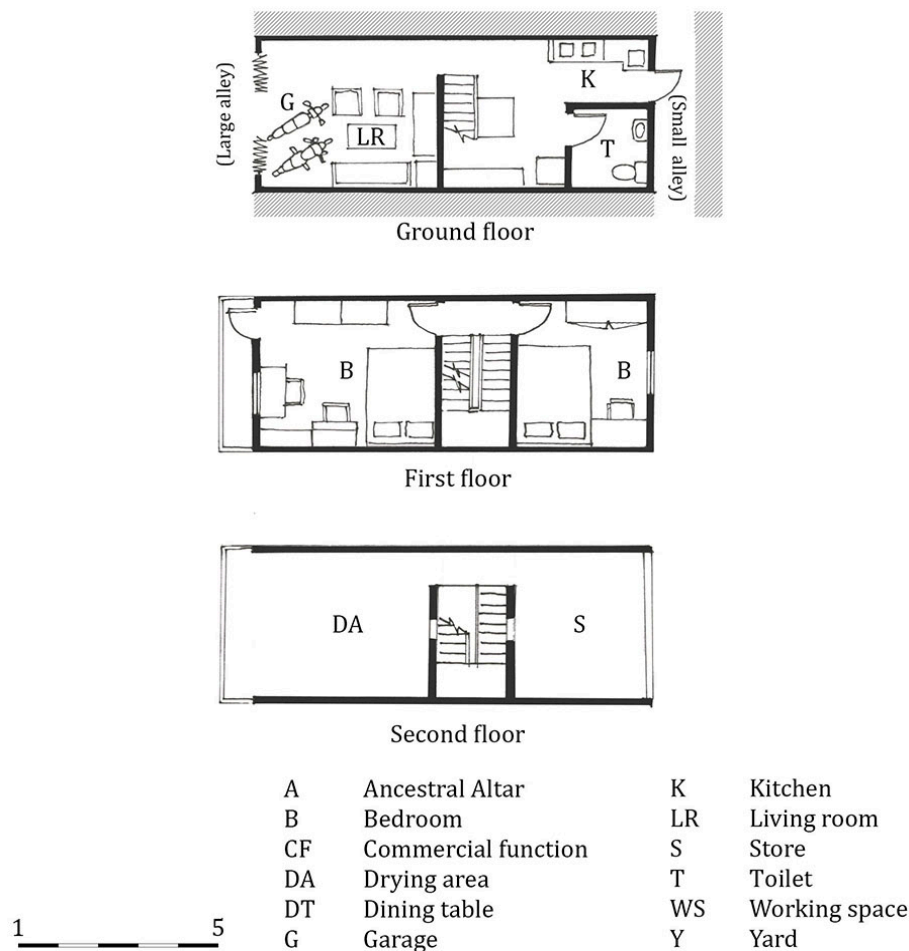 (Large alley)
G
LR
K
T
(Small alley)
Ground floor
B
B
First floor
DA
S
Second floor
A Ancestral Altar
B Bedroom
CF Commercial function
DA Drying area
DT Dining table
G Garage
K Kitchen
LR Living room
S Store
T Toilet
WS Working space
Y Yard
1 5